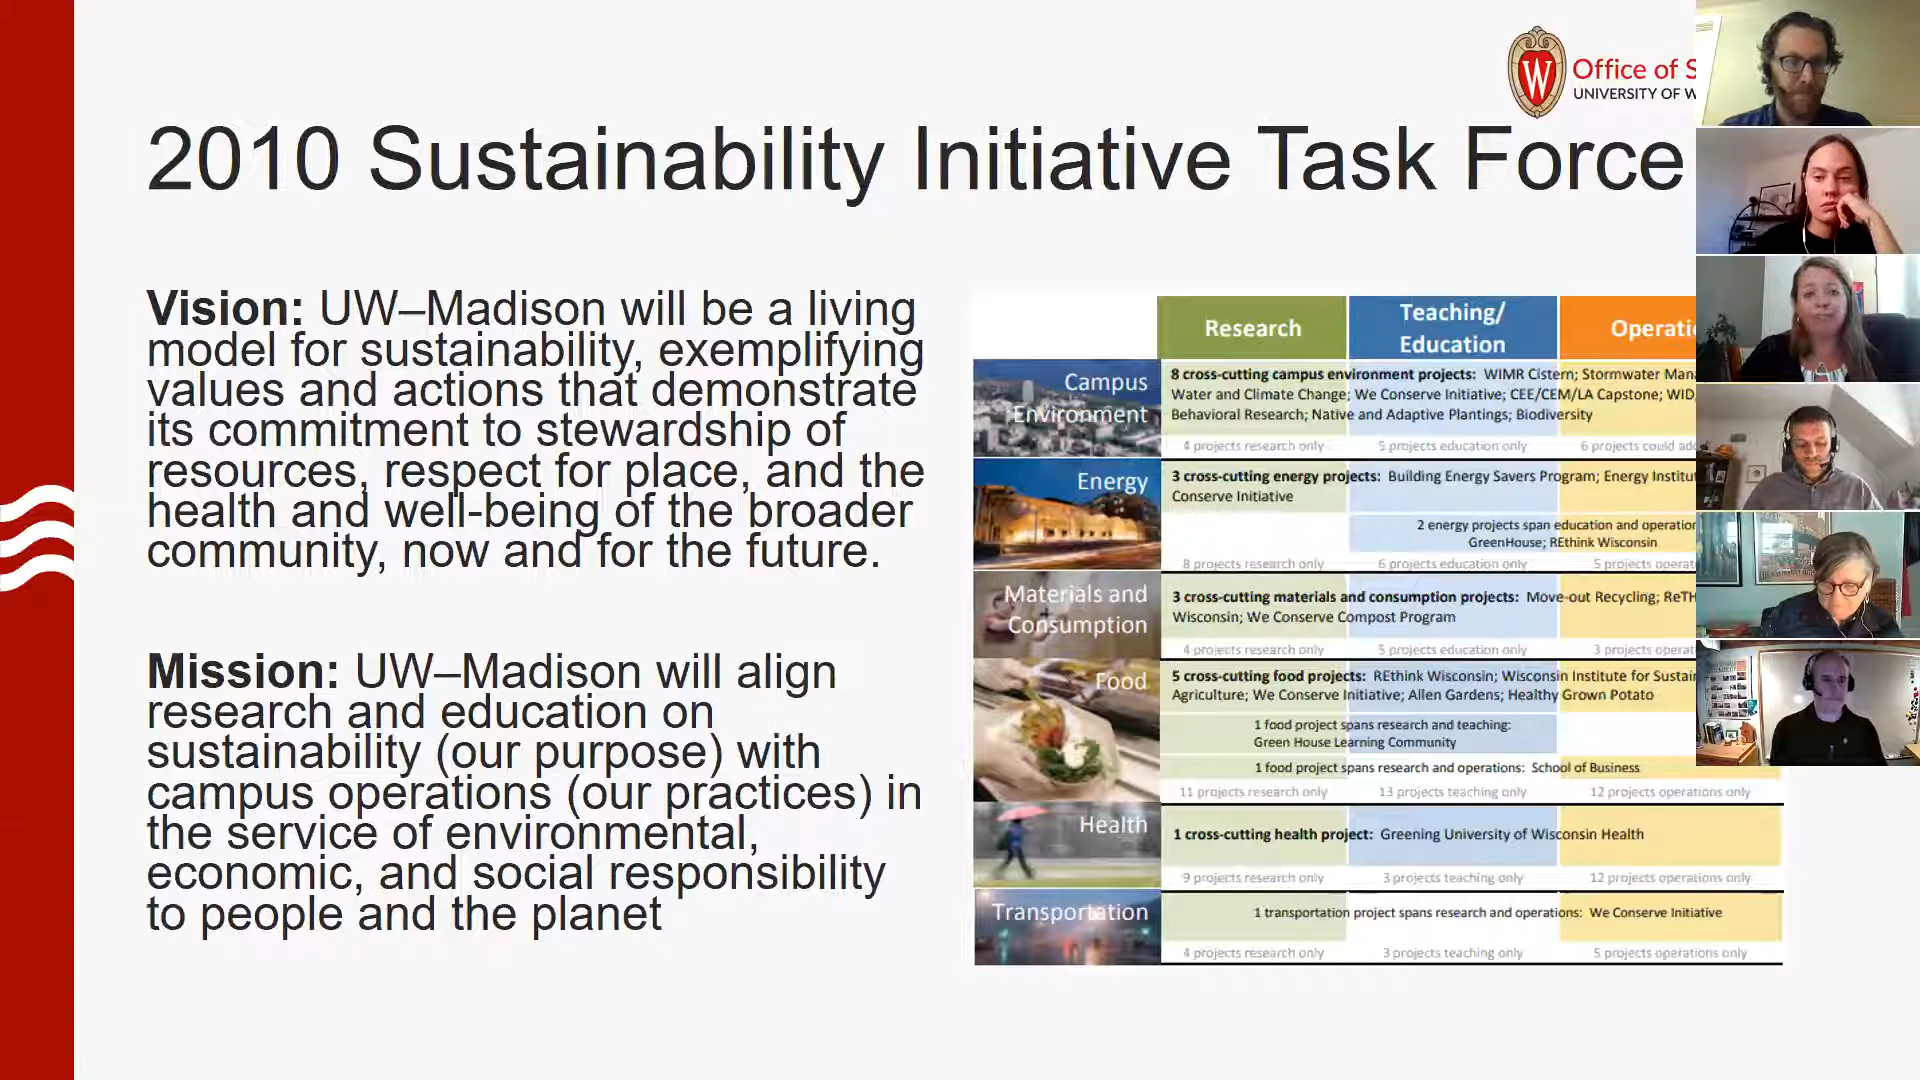 Office of S
UNIVERSITY OF W
2010 Sustainability Initiative Task Force
Vision: UW–Madison will be a living
model for sustainability, exemplifying
values and actions that demonstrate
its commitment to stewardship of
resources, respect for place, and the
health and well-being of the broader
community, now and for the future.
Mission: UW–Madison will align
research and education on
sustainability (our purpose) with
campus operations (our practices) in
the service of environmental,
economic, and social responsibility
to people and the planet
Research
Teaching/
Education
Operati
Campus
Environment
8 cross-cutting campus environment projects: WIMR Cistern; Stormwater Man
Water and Climate Change; We Conserve Initiative; CEE/CEM/LA Capstone; WID
Behavioral Research; Native and Adaptive Plantings; Biodiversity
4 projects research only
5 projects education only
6 projects could ad
Energy
3 cross-cutting energy projects: Building Energy Savers Program; Energy Institu
Conserve Initiative
2 energy projects span education and operatio
GreenHouse; REthink Wisconsin
8 projects research only
6 projects education only
5 projects operat
Materials and
Consumption
3 cross-cutting materials and consumption projects: Move-out Recycling; ReTH
Wisconsin; We Conserve Compost Program
4 projects research only
5 projects education only
3 projects operat
Food
5 cross-cutting food projects: REthink Wisconsin; Wisconsin Institute for Sustai
Agriculture; We Conserve Initiative; Allen Gardens; Healthy Grown Potato
1 food project spans research and teaching:
Green House Learning Community
1 food project spans research and operations: School of Business
11 projects research only
13 projects teaching only
12 projects operations only
Health
1 cross-cutting health project: Greening University of Wisconsin Health
9 projects research only
3 projects teaching only
12 projects operations only
Transportation
1 transportation project spans research and operations: We Conserve Initiative
4 projects research only
3 projects teaching only
5 projects operations only